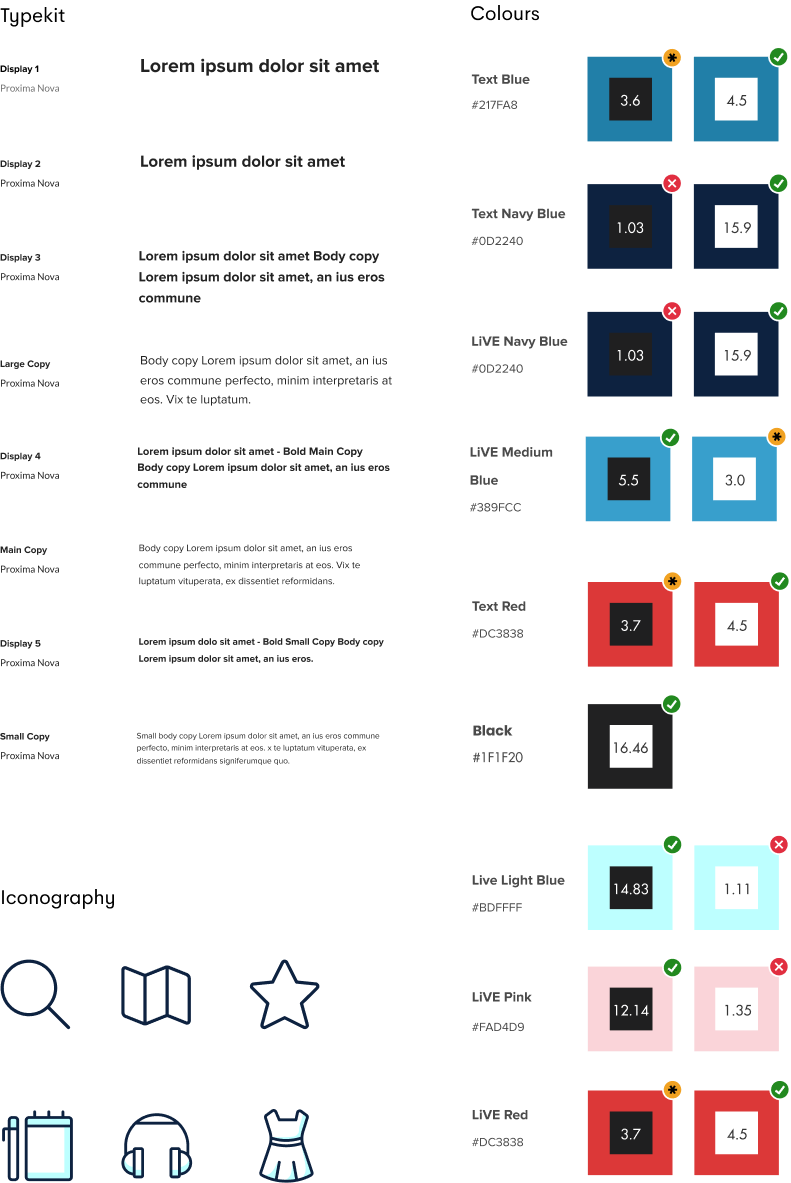 Typekit
Display 1
Proxima Nova
Lorem ipsum dolor sit amet
Display 2
Proxima Nova
Lorem ipsum dolor sit amet
Display 3
Proxima Nova
Lorem ipsum dolor sit amet Body copy
Lorem ipsum dolor sit amet, an ius eros
commune
Large Copy
Proxima Nova
Body copy Lorem ipsum dolor sit amet, an ius
eros commune perfecto, minim interpretaris at
eos. Vix te luptatum.
Display 4
Proxima Nova
Lorem ipsum dolor sit amet - Bold Main Copy
Body copy Lorem ipsum dolor sit amet, an ius eros
commune
Main Copy
Proxima Nova
Body copy Lorem ipsum dolor sit amet, an ius eros
commune perfecto, minim interpretaris at eos. Vix te
luptatum vituperata, ex dissentiet reformidans.
Display 5
Proxima Nova
Lorem ipsum dolo sit amet - Bold Small Copy Body copy
Lorem ipsum dolor sit amet, an ius eros.
Small Copy
Proxima Nova
Small body copy Lorem ipsum dolor sit amet, an ius eros commune
perfecto, minim interpretaris at eos. x te luptatum vituperata, ex
dissentiet reformidans signiferumque quo.
Iconography
Colours
Text Blue
#217FA8
3.6
4.5
Text Navy Blue
#0D2240
1.03
15.9
LiVE Navy Blue
#0D2240
1.03
15.9
LiVE Medium
Blue
#389FCC
5.5
3.0
Text Red
#DC3838
3.7
4.5
Black
#1F1F20
16.46
Live Light Blue
#BDFFFF
14.83
1.11
LiVE Pink
#FAD4D9
12.14
1.35
LiVE Red
#DC3838
3.7
4.5